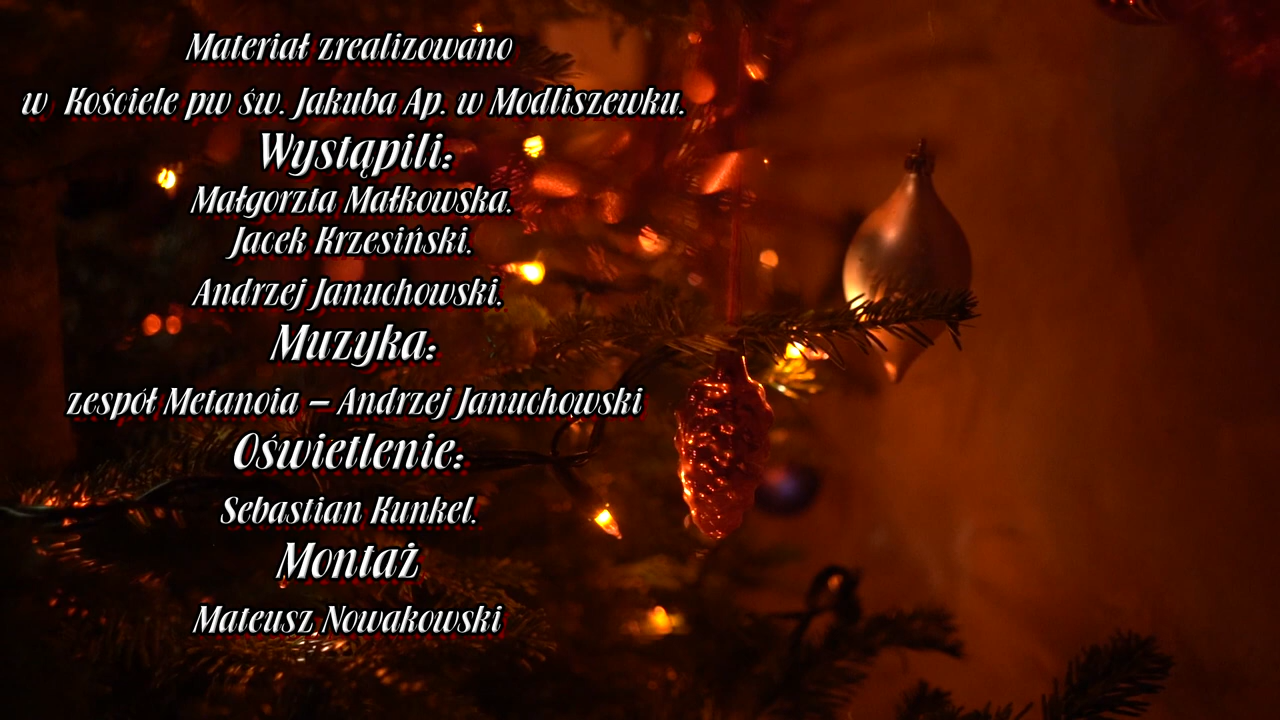 Materiał zrealizowano
w Kościele pw św. Jakuba Ap. w Modliszewku.
Wystąpili:
Małgorzta Małkowska.
Jacek Krzesiński.
Andrzej Januchowski.
Muzyka:
zespół Metanoia – Andrzej Januchowski
Oświetlenie:
Sebastian Kunkel.
Montaż
Mateusz Nowakowski